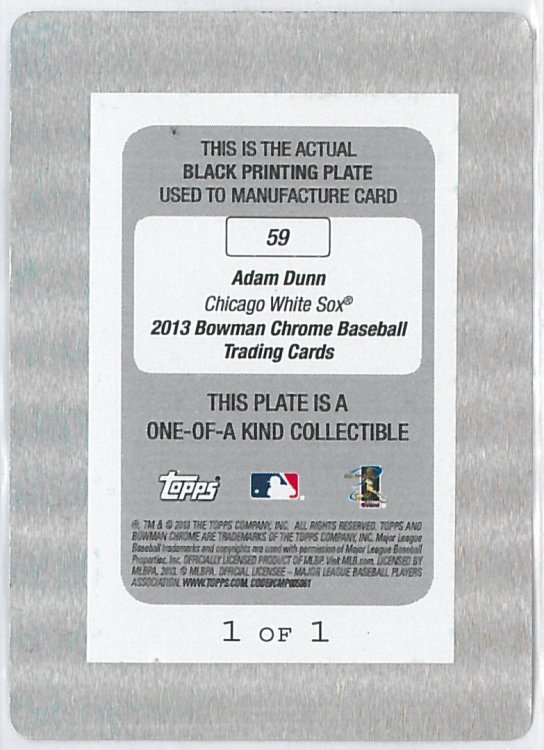 THIS IS THE ACTUAL
BLACK PRINTING PLATE
USED TO MANUFACTURE CARD
59
Adam Dunn
Chicago White Sox®
2013 Bowman Chrome Baseball
Trading Cards
THIS PLATE IS A
ONE-OF-A KIND COLLECTIBLE
Topps
®, TM & © 2013 THE TOPPS COMPANY, INC. ALL RIGHTS RESERVED. TOPPS AND
BOWMAN CHROME ARE TRADEMARKS OF THE TOPPS COMPANY, INC. Major League
Baseball trademarks and copyrights are used with permission of Major League Baseball
Properties, Inc. OFFICIALLY LICENSED PRODUCT OF MLBP. Visit MLB.com. LICENSED BY
MLBPA, 2013. © MLBPA. OFFICIAL LICENSEE – MAJOR LEAGUE BASEBALL PLAYERS
ASSOCIATION. WWW.TOPPS.COM.
1 OF 1